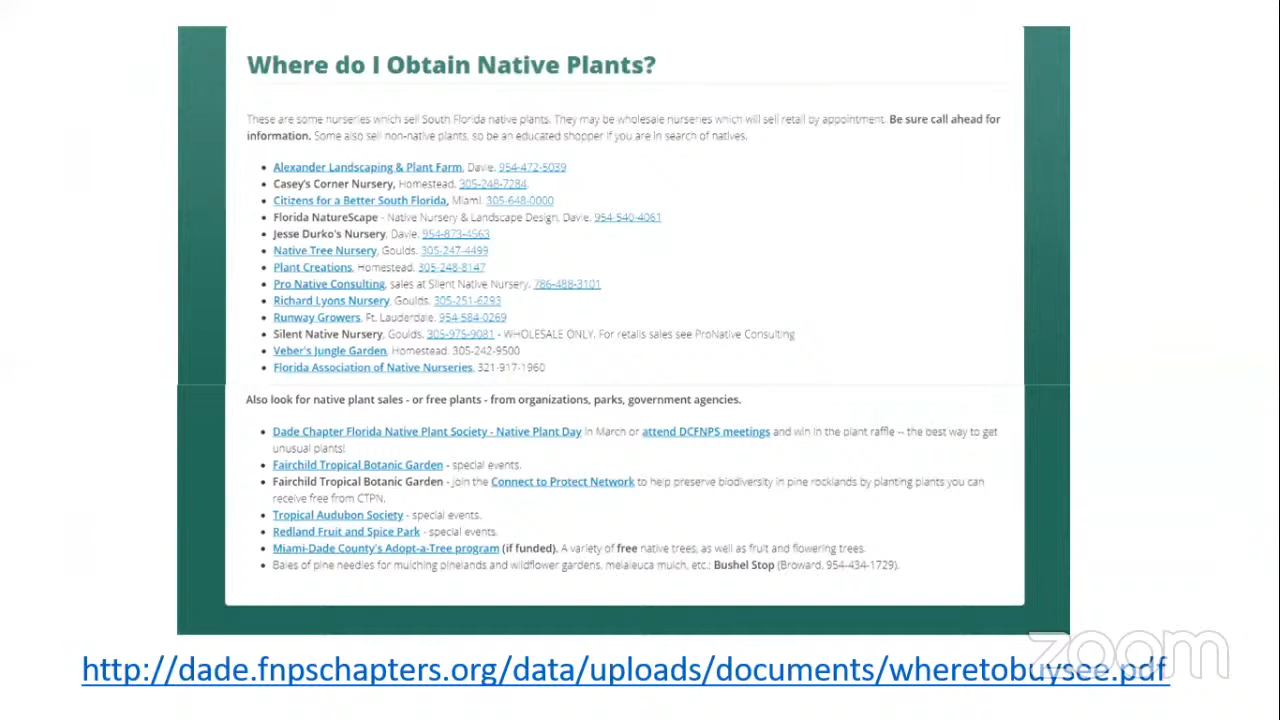 Where do I Obtain Native Plants?
These are some nurseries which sell South Florida native plants. They may be wholesale nurseries which will sell retail by appointment. Be sure call ahead for
information. Some also sell non-native plants, so be an educated shopper if you are in search of natives.
• Alexander Landscaping & Plant Farm, Davie. 954-472-5039
• Casey's Corner Nursery, Homestead. 305-248-7284.
• Citizens for a Better South Florida, Miami. 305-648-0000
• Florida NatureScape - Native Nursery & Landscape Design, Davie. 954-540-4061
• Jesse Durko's Nursery, Davie. 954-873-4563
• Native Tree Nursery, Goulds. 305-247-4499
• Plant Creations, Homestead. 305-248-8147
• Pro Native Consulting, sales at Silent Native Nursery. 786-488-3101
• Richard Lyons Nursery, Goulds. 305-251-6293
• Runway Growers, Ft. Lauderdale. 954-584-0269
• Silent Native Nursery, Goulds. 305-975-9081 - WHOLESALE ONLY. For retails sales see ProNative Consulting
• Veber's Jungle Garden, Homestead. 305-242-9500
• Florida Association of Native Nurseries, 321-917-1960
Also look for native plant sales - or free plants - from organizations, parks, government agencies.
• Dade Chapter Florida Native Plant Society - Native Plant Day in March or attend DCFNPS meetings and win in the plant raffle -- the best way to get
unusual plants!
• Fairchild Tropical Botanic Garden - special events.
• Fairchild Tropical Botanic Garden - join the Connect to Protect Network to help preserve biodiversity in pine rocklands by planting plants you can
receive free from CTPN.
• Tropical Audubon Society - special events.
• Redland Fruit and Spice Park - special events.
• Miami-Dade County's Adopt-a-Tree program (if funded). A variety of free native trees, as well as fruit and flowering trees.
• Bales of pine needles for mulching pinelands and wildflower gardens, melaleuca mulch, etc.: Bushel Stop (Broward, 954-434-1729).
http://dade.fnpschapters.org/data/uploads/documents/wheretobuysee.pdf
zoom